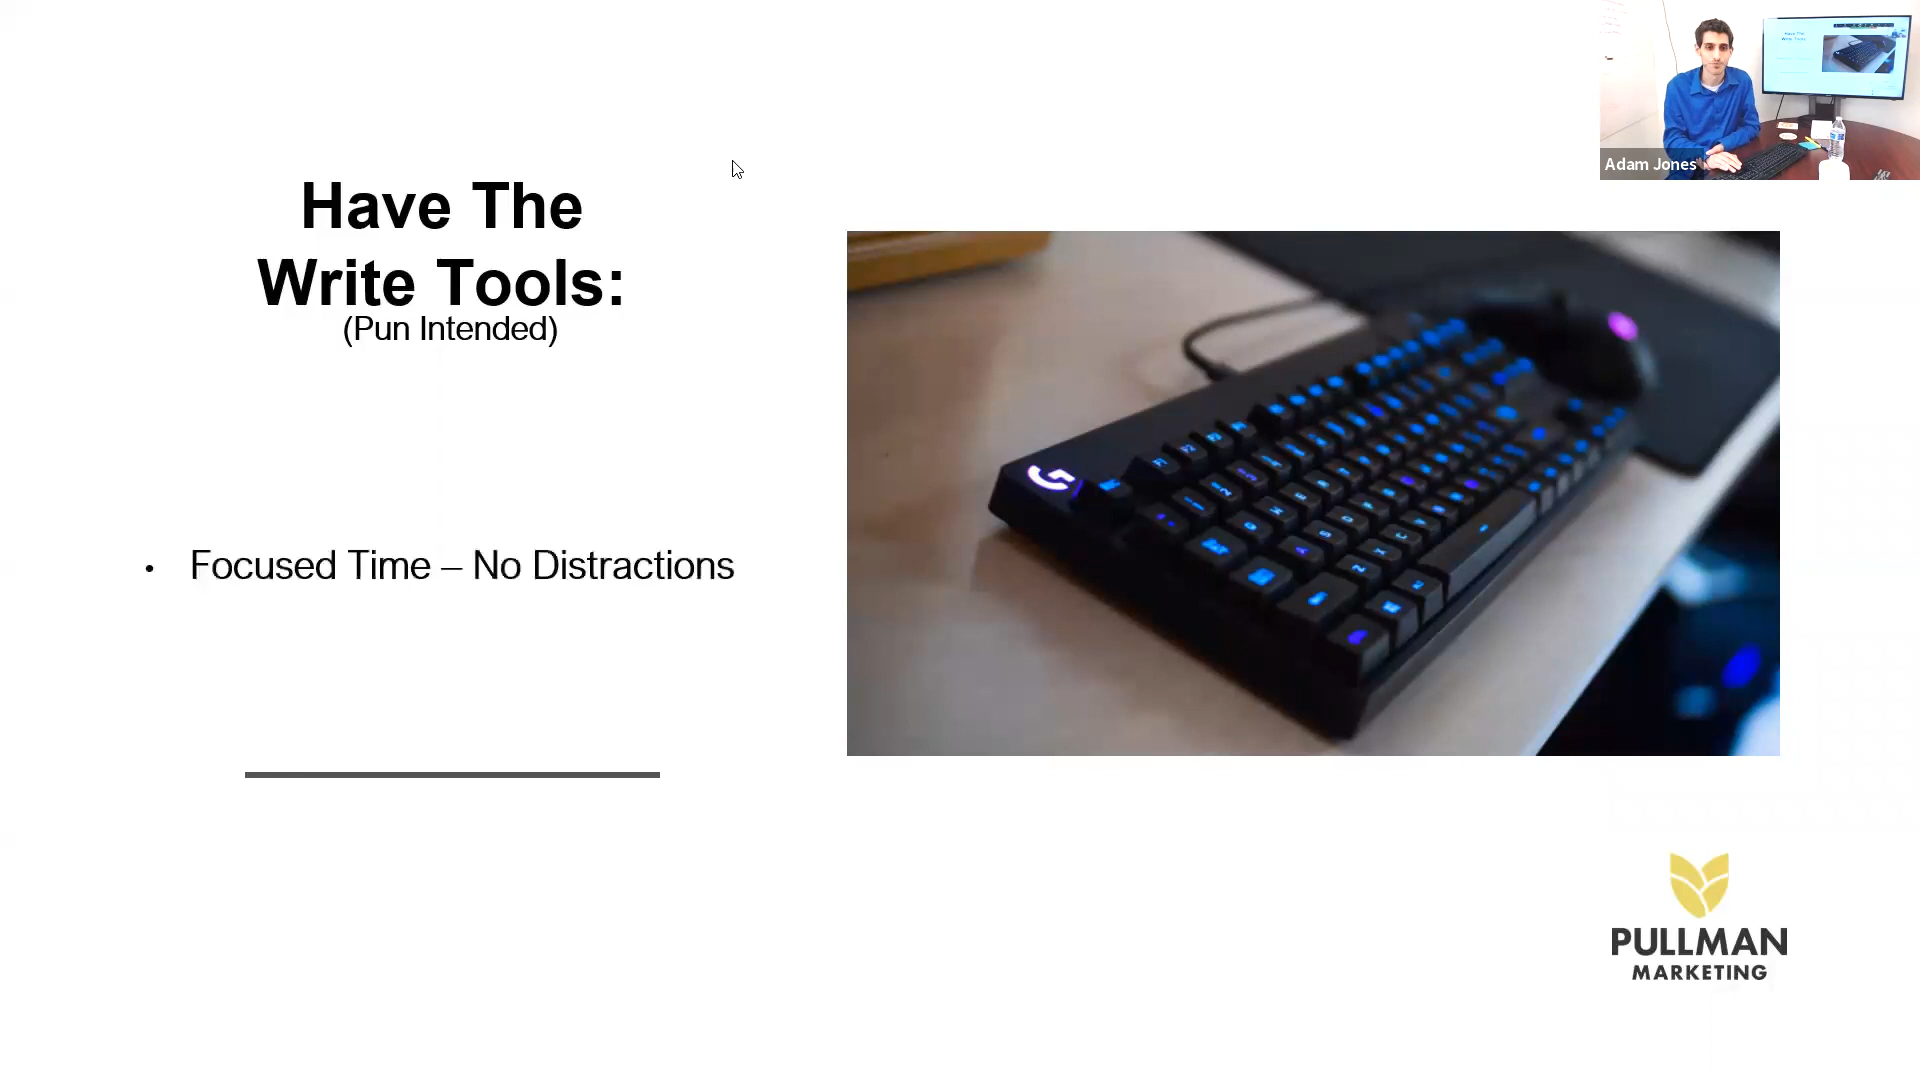 Adam Jones
Have The
Write Tools:
(Pun Intended)
• Focused Time – No Distractions
PULLMAN
MARKETING